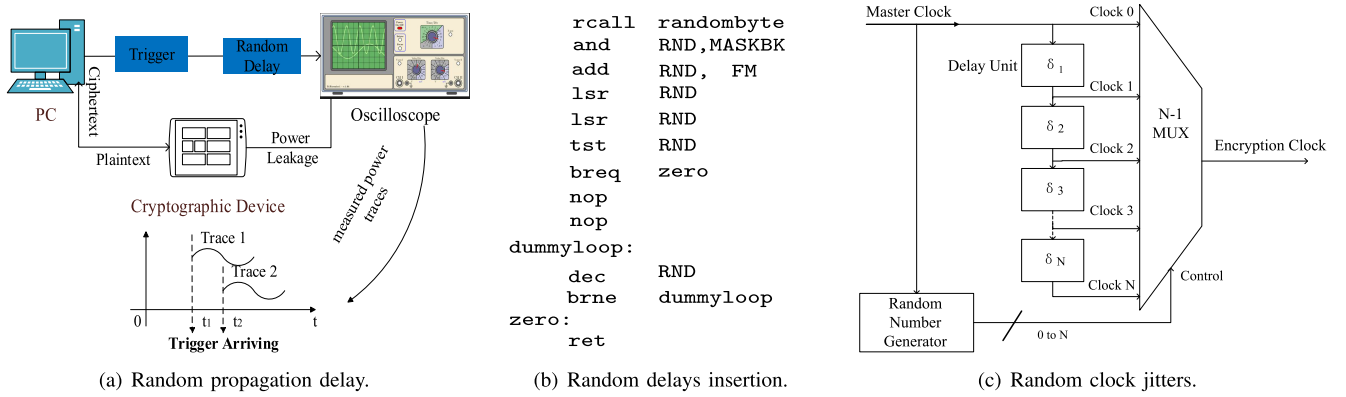 Trigger
Random
Delay
PC
Ciphertext
Oscilloscope
Plaintext
Power
Leakage
Cryptographic Device
measured power
traces
Trace 1
Trace 2
0
t1
t2
t
Trigger Arriving
(a) Random propagation delay.
rcall randombyte
and RND,MASKBK
add RND, FM
lsr RND
lsr RND
tst RND
breq zero
nop
nop
dummyloop:
dec RND
brne dummyloop
zero:
ret
(b) Random delays insertion.
Master Clock
Clock 0
Delay Unit
δ 1
Clock 1
δ 2
Clock 2
δ 3
Clock 3
δ N
Clock N
N-1
MUX
Encryption Clock
Control
Random
Number
Generator
0 to N
(c) Random clock jitters.